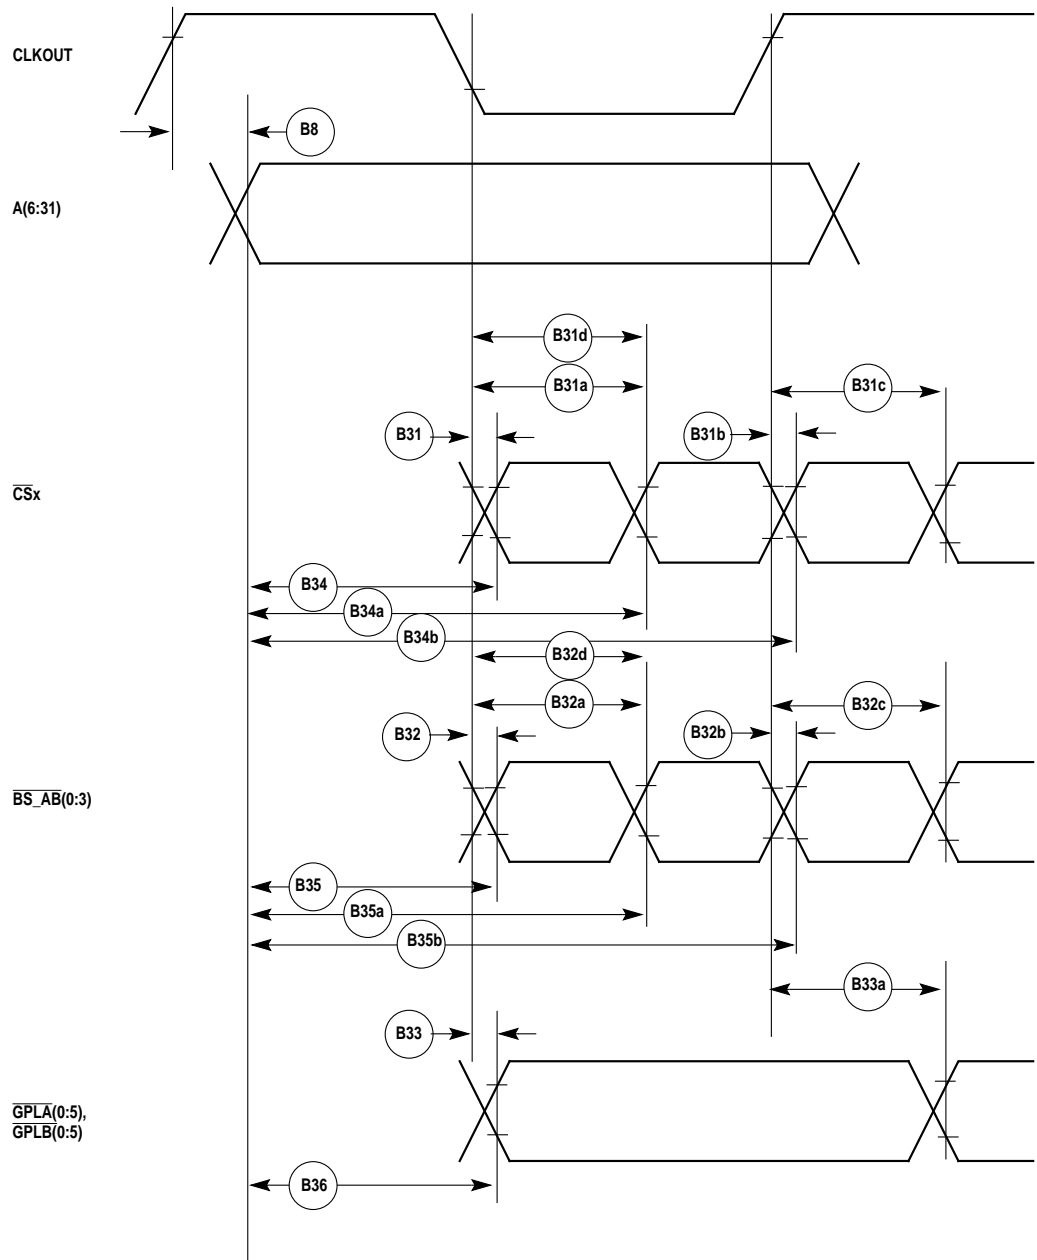 CLKOUT
B8
A(6:31)
B31d
B31a
B31c
B31
B31b
CSx
B34
B34a
B34b
B32d
B32a
B32c
B32
B32b
BS_AB(0:3)
B35
B35a
B35b
B33a
B33
GPLA(0:5),
GPLB(0:5)
B36